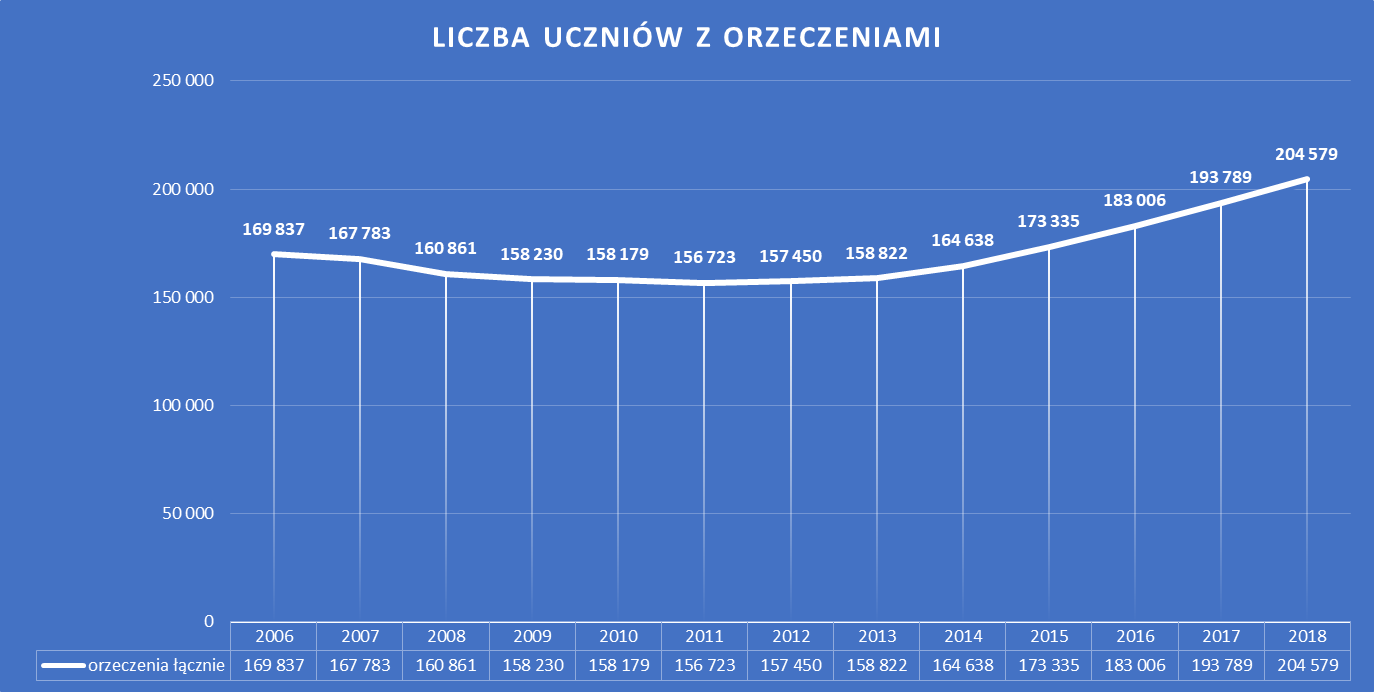 LICZBA UCZNIÓW Z ORZECZENIAMI
250 000
200 000
150 000
100 000
50 000
0
169 837 167 783 160 861 158 230 158 179 156 723 157 450 158 822 164 638 173 335 183 006 193 789 204 579
2006 2007 2008 2009 2010 2011 2012 2013 2014 2015 2016 2017 2018
orzeczenia łącznie 169 837 167 783 160 861 158 230 158 179 156 723 157 450 158 822 164 638 173 335 183 006 193 789 204 579